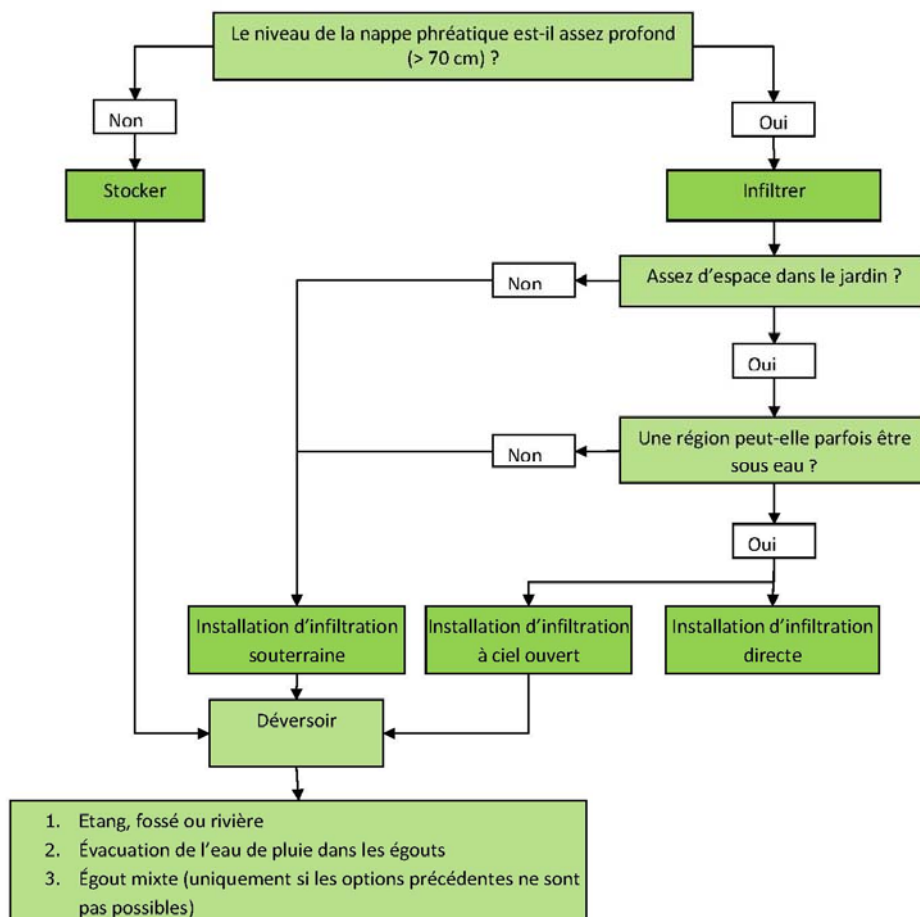 Le niveau de la nappe phréatique est-il assez profond
(> 70 cm) ?
Non
Oui
Stocker
Infiltrer
Non
Assez d'espace dans le jardin ?
Oui
Non
Une région peut-elle parfois être
sous eau ?
Oui
Installation d'infiltration
souterraine
Installation d'infiltration
à ciel ouvert
Installation d'infiltration
directe
Déversoir
1. Etang, fossé ou rivière
2. Évacuation de l'eau de pluie dans les égouts
3. Égout mixte (uniquement si les options précédentes ne sont
pas possibles)